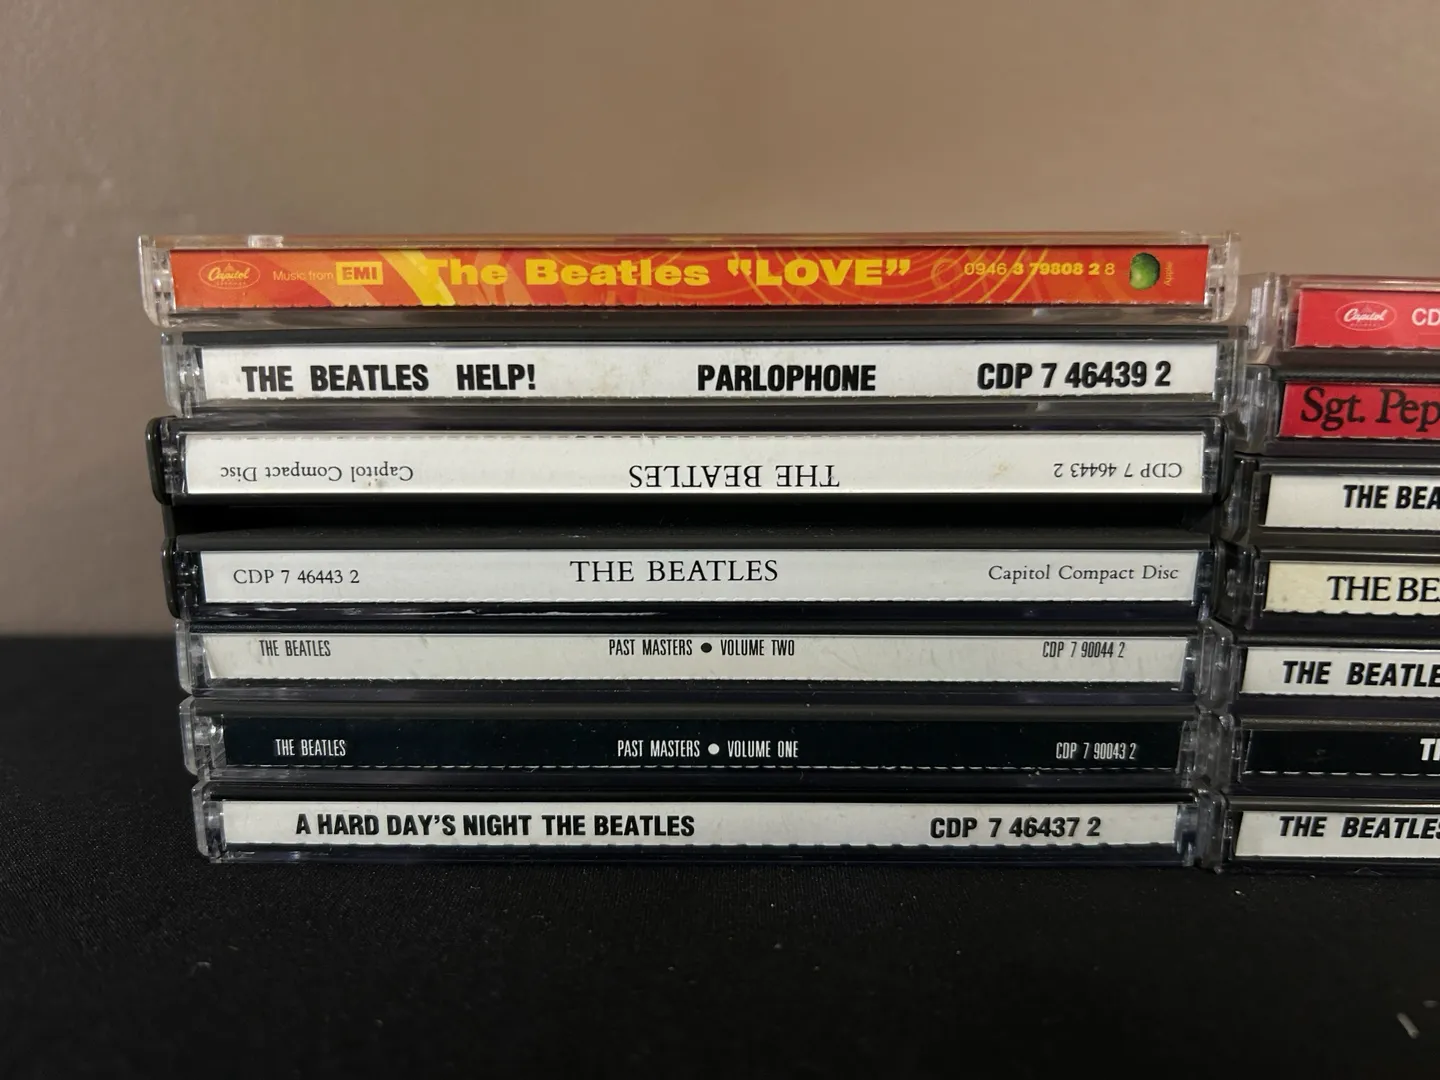 Capitol Music from EMI The Beatles “LOVE” 0946 3 79808 2 8 Apple
THE BEATLES HELP! PARLOPHONE CDP 7 46439 2
CDP 7 46443 2 THE BEATLES Capitol Compact Disc
CDP 7 46443 2 THE BEATLES Capitol Compact Disc
THE BEATLES PAST MASTERS • VOLUME TWO CDP 7 90044 2
THE BEATLES PAST MASTERS • VOLUME ONE CDP 7 90043 2
A HARD DAY'S NIGHT THE BEATLES CDP 7 46437 2
Capitol CD
Sgt. Pep
THE BEA
THE BE
THE BEATLE
T
THE BEATLES